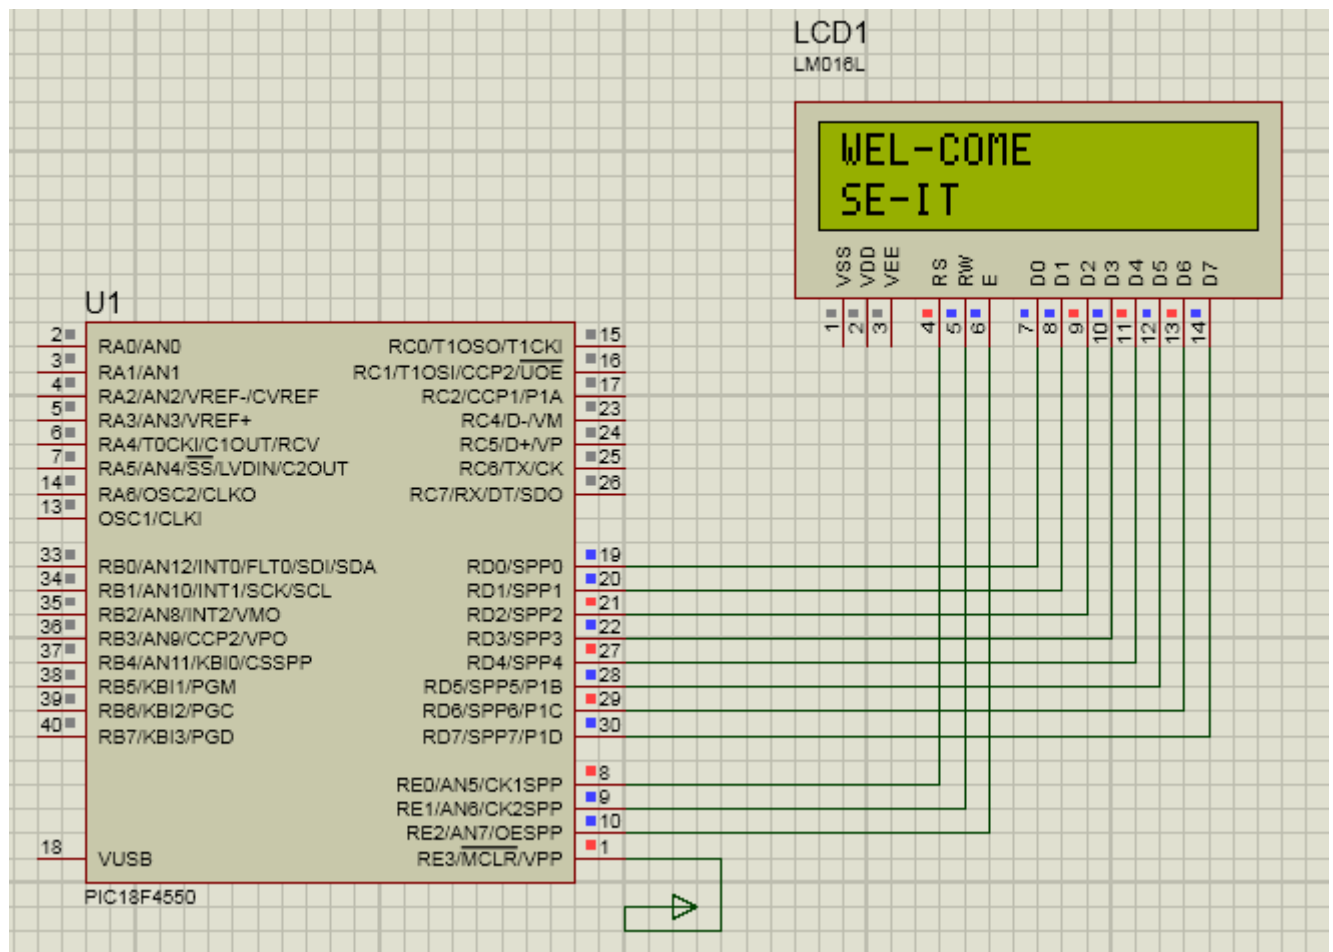 LCD1
LM016L
WEL-COME
SE-IT
VSS
VDD
VEE
RS
RW
E
D0
D1
D2
D3
D4
D5
D6
D7
1
2
3
4
5
6
7
8
9
10
11
12
13
14
U1
2 RA0/AN0 RC0/T1OSO/T1CKI 15
3 RA1/AN1 RC1/T1OSI/CCP2/UOE 16
4 RA2/AN2/VREF-/CVREF RC2/CCP1/P1A 17
5 RA3/AN3/VREF+ RC4/D-/VM 23
6 RA4/T0CKI/C1OUT/RCV RC5/D+/VP 24
7 RA5/AN4/SS/LVDIN/C2OUT RC6/TX/CK 25
14 RA6/OSC2/CLKO RC7/RX/DT/SDO 26
13 OSC1/CLKI
33 RB0/AN12/INT0/FLT0/SDI/SDA RD0/SPP0 19
34 RB1/AN10/INT1/SCK/SCL RD1/SPP1 20
35 RB2/AN8/INT2/VMO RD2/SPP2 21
36 RB3/AN9/CCP2/VPO RD3/SPP3 22
37 RB4/AN11/KBI0/CSSPP RD4/SPP4 27
38 RB5/KBI1/PGM RD5/SPP5/P1B 28
39 RB6/KBI2/PGC RD6/SPP6/P1C 29
40 RB7/KBI3/PGD RD7/SPP7/P1D 30
RE0/AN5/CK1SPP 8
RE1/AN6/CK2SPP 9
RE2/AN7/OESPP 10
18 VUSB RE3/MCLR/VPP 1
PIC18F4550